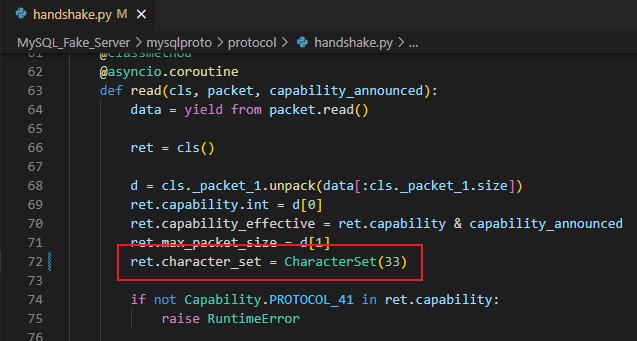 handshake.py M
MySQL_Fake_Server > mysqlproto > protocol > handshake.py > ...
61 @classmethod
62 @asyncio.coroutine
63 def read(cls, packet, capability_announced):
64 data = yield from packet.read()
65
66 ret = cls()
67
68 d = cls._packet_1.unpack(data[:cls._packet_1.size])
69 ret.capability.int = d[0]
70 ret.capability_effective = ret.capability & capability_announced
71 ret.max_packet_size = d[1]
72 ret.character_set = CharacterSet(33)
73
74 if not Capability.PROTOCOL_41 in ret.capability:
75 raise RuntimeError
76